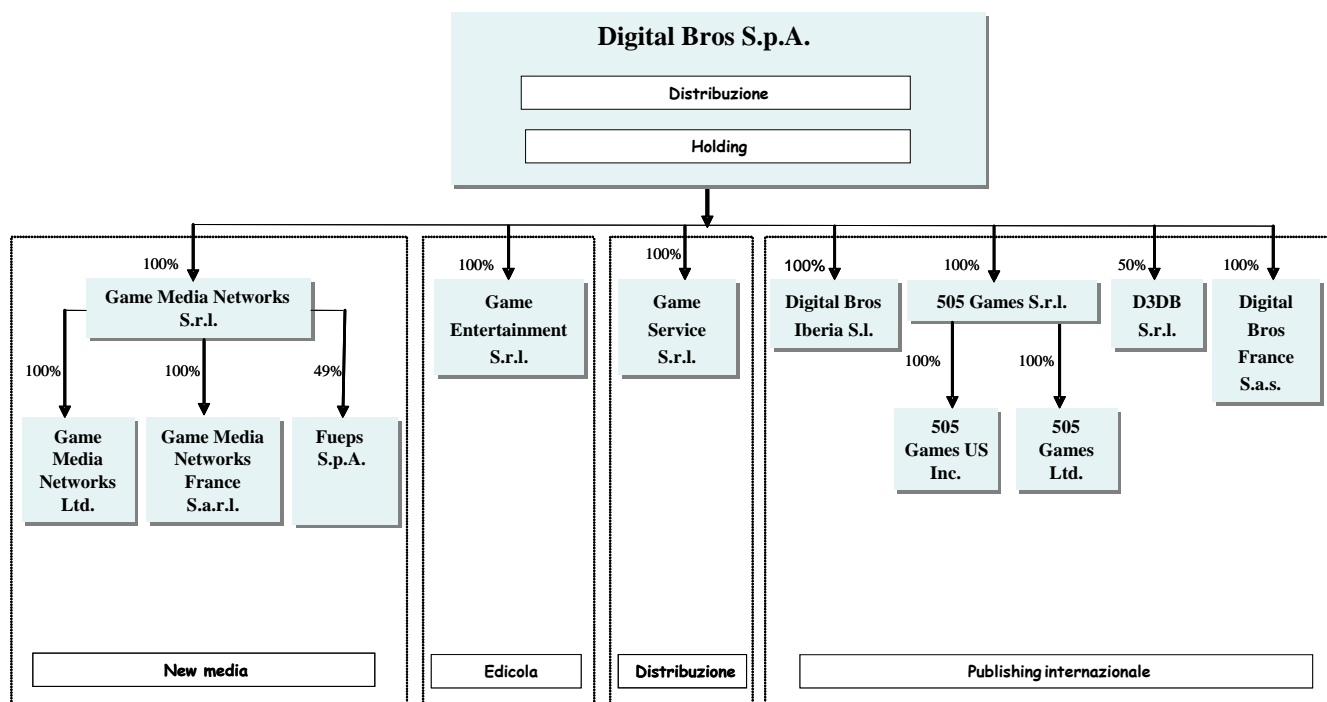 Digital Bros S.p.A.
Distribuzione
Holding
100%
Game Media Networks
S.r.l.
100%
100%
49%
Game
Media
Networks
Ltd.
Game Media
Networks
France
S.a.r.l.
Fueps
S.p.A.
New media
100%
Game
Entertainment
S.r.l.
Edicola
100%
Game
Service
S.r.l.
Distribuzione
100%
Digital Bros
Iberia S.l.
100%
505 Games S.r.l.
100%
100%
505
Games US
Inc.
505
Games
Ltd.
50%
D3DB
S.r.l.
100%
Digital
Bros
France
S.a.s.
Publishing internazionale